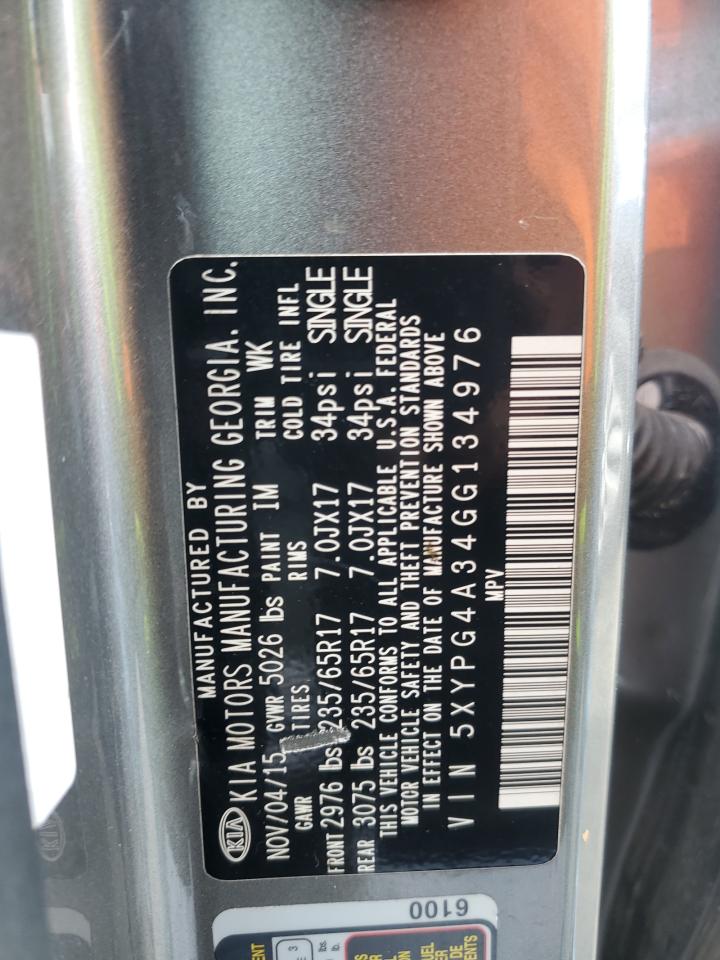 MANUFACTURED BY
KIA KIA MOTORS MANUFACTURING GEORGIA. INC.
NOV/04/15 GVWR 5026 lbs PAINT IM TRIM WK
GAWR TIRES RIMS COLD TIRE INFL
FRONT 2976 lbs 235/65R17 7.0JX17 34psi SINGLE
REAR 3075 lbs 235/65R17 7.0JX17 34psi SINGLE
THIS VEHICLE CONFORMS TO ALL APPLICABLE U.S.A. FEDERAL
MOTOR VEHICLE SAFETY AND THEFT PREVENTION STANDARDS
IN EFFECT ON THE DATE OF MANUFACTURE SHOWN ABOVE
VIN 5XYPG4A34GG134976
MPV
6100